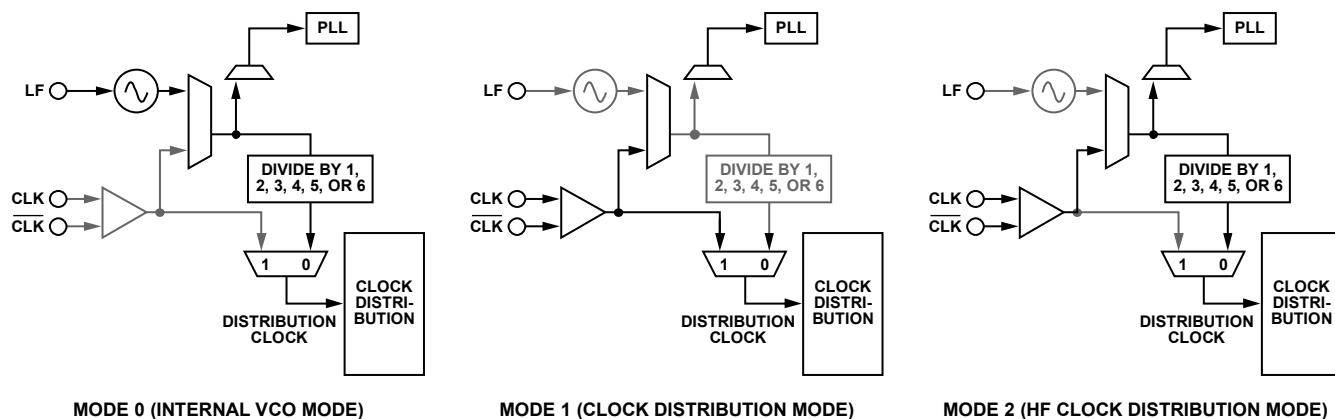 PLL
LF
DIVIDE BY 1,
2, 3, 4, 5, OR 6
CLK
CLK
1 0
CLOCK
DISTRI-
BUTION
DISTRIBUTION
CLOCK
MODE 0 (INTERNAL VCO MODE)
PLL
LF
DIVIDE BY 1,
2, 3, 4, 5, OR 6
CLK
CLK
1 0
CLOCK
DISTRI-
BUTION
DISTRIBUTION
CLOCK
MODE 1 (CLOCK DISTRIBUTION MODE)
PLL
LF
DIVIDE BY 1,
2, 3, 4, 5, OR 6
CLK
CLK
1 0
CLOCK
DISTRI-
BUTION
DISTRIBUTION
CLOCK
MODE 2 (HF CLOCK DISTRIBUTION MODE)